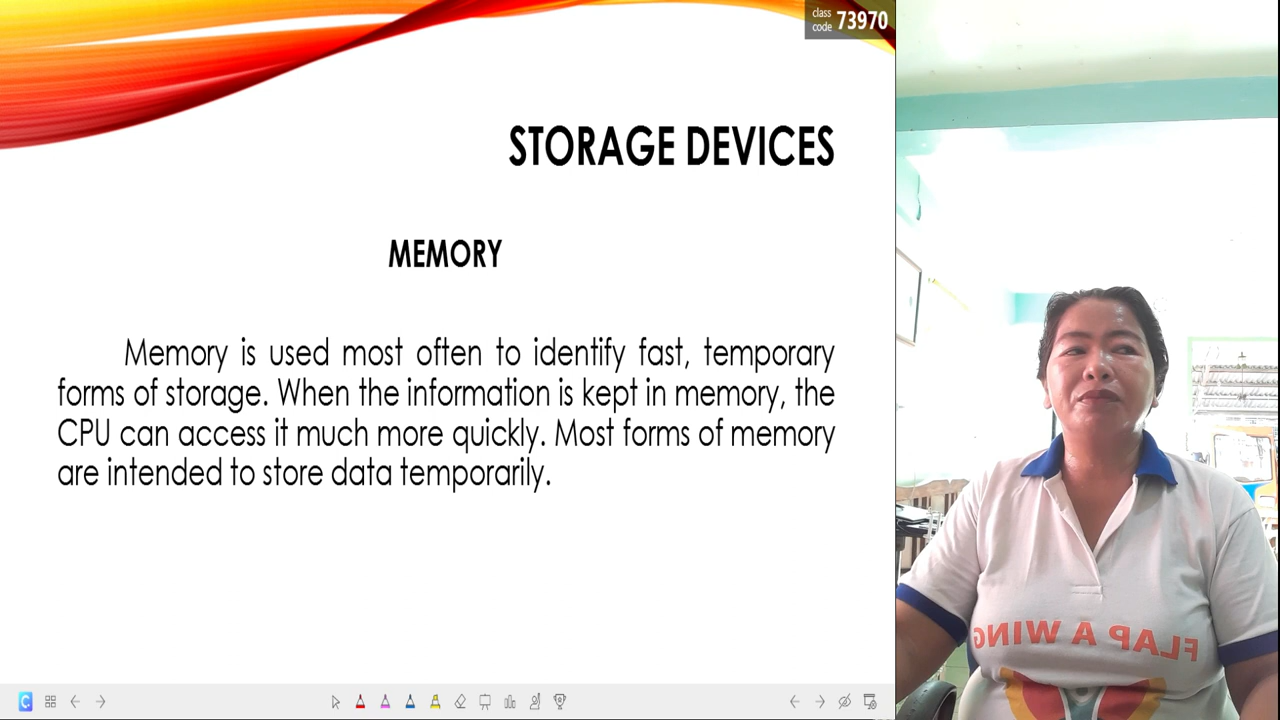 class
code 73970
STORAGE DEVICES
MEMORY
Memory is used most often to identify fast, temporary
forms of storage. When the information is kept in memory, the
CPU can access it much more quickly. Most forms of memory
are intended to store data temporarily.
FLAP A WING